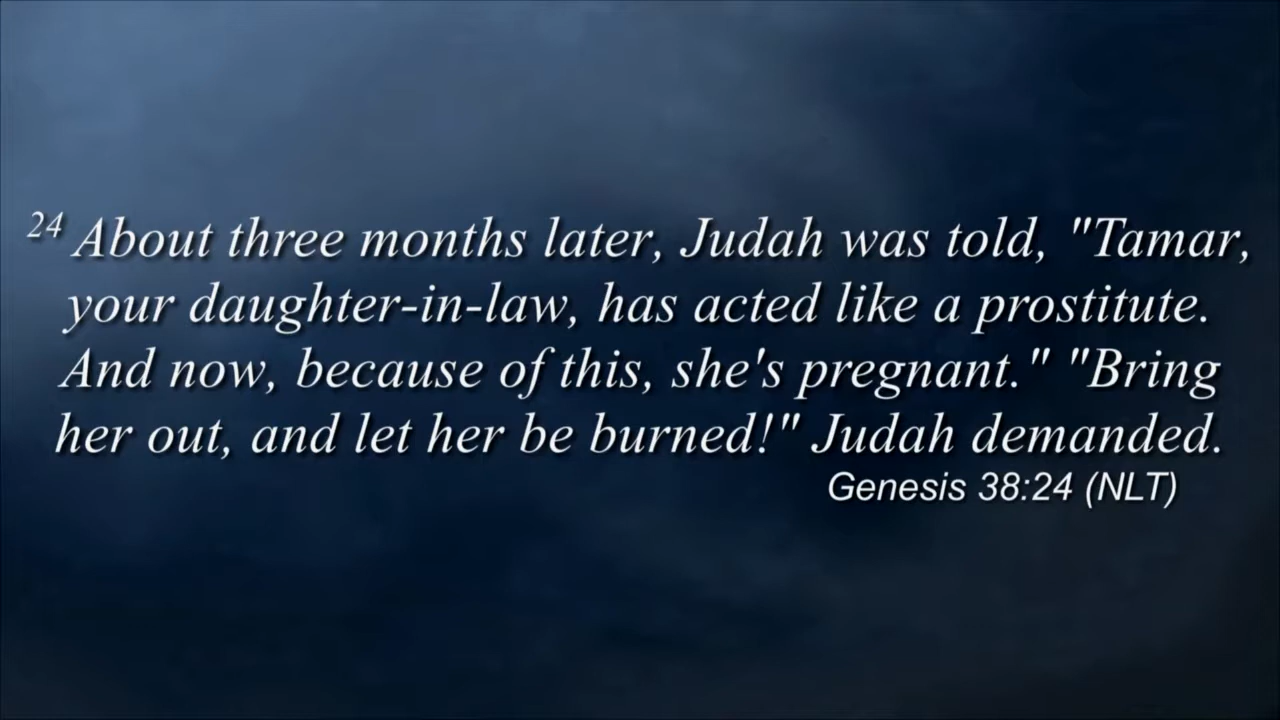 24 About three months later, Judah was told, "Tamar,
your daughter-in-law, has acted like a prostitute.
And now, because of this, she's pregnant." "Bring
her out, and let her be burned!" Judah demanded.
Genesis 38:24 (NLT)